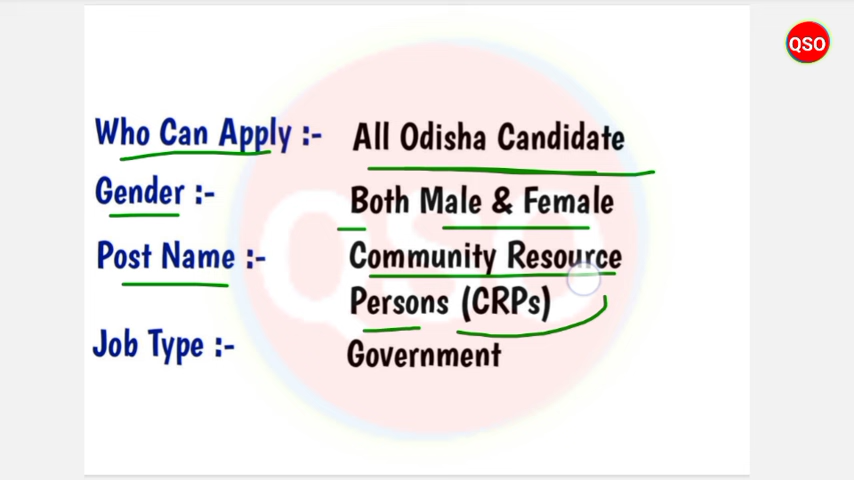 QSO
Who Can Apply :- All Odisha Candidate
Gender :- Both Male & Female
Post Name :- Community Resource
Persons (CRPs)
Job Type :- Government
QSO